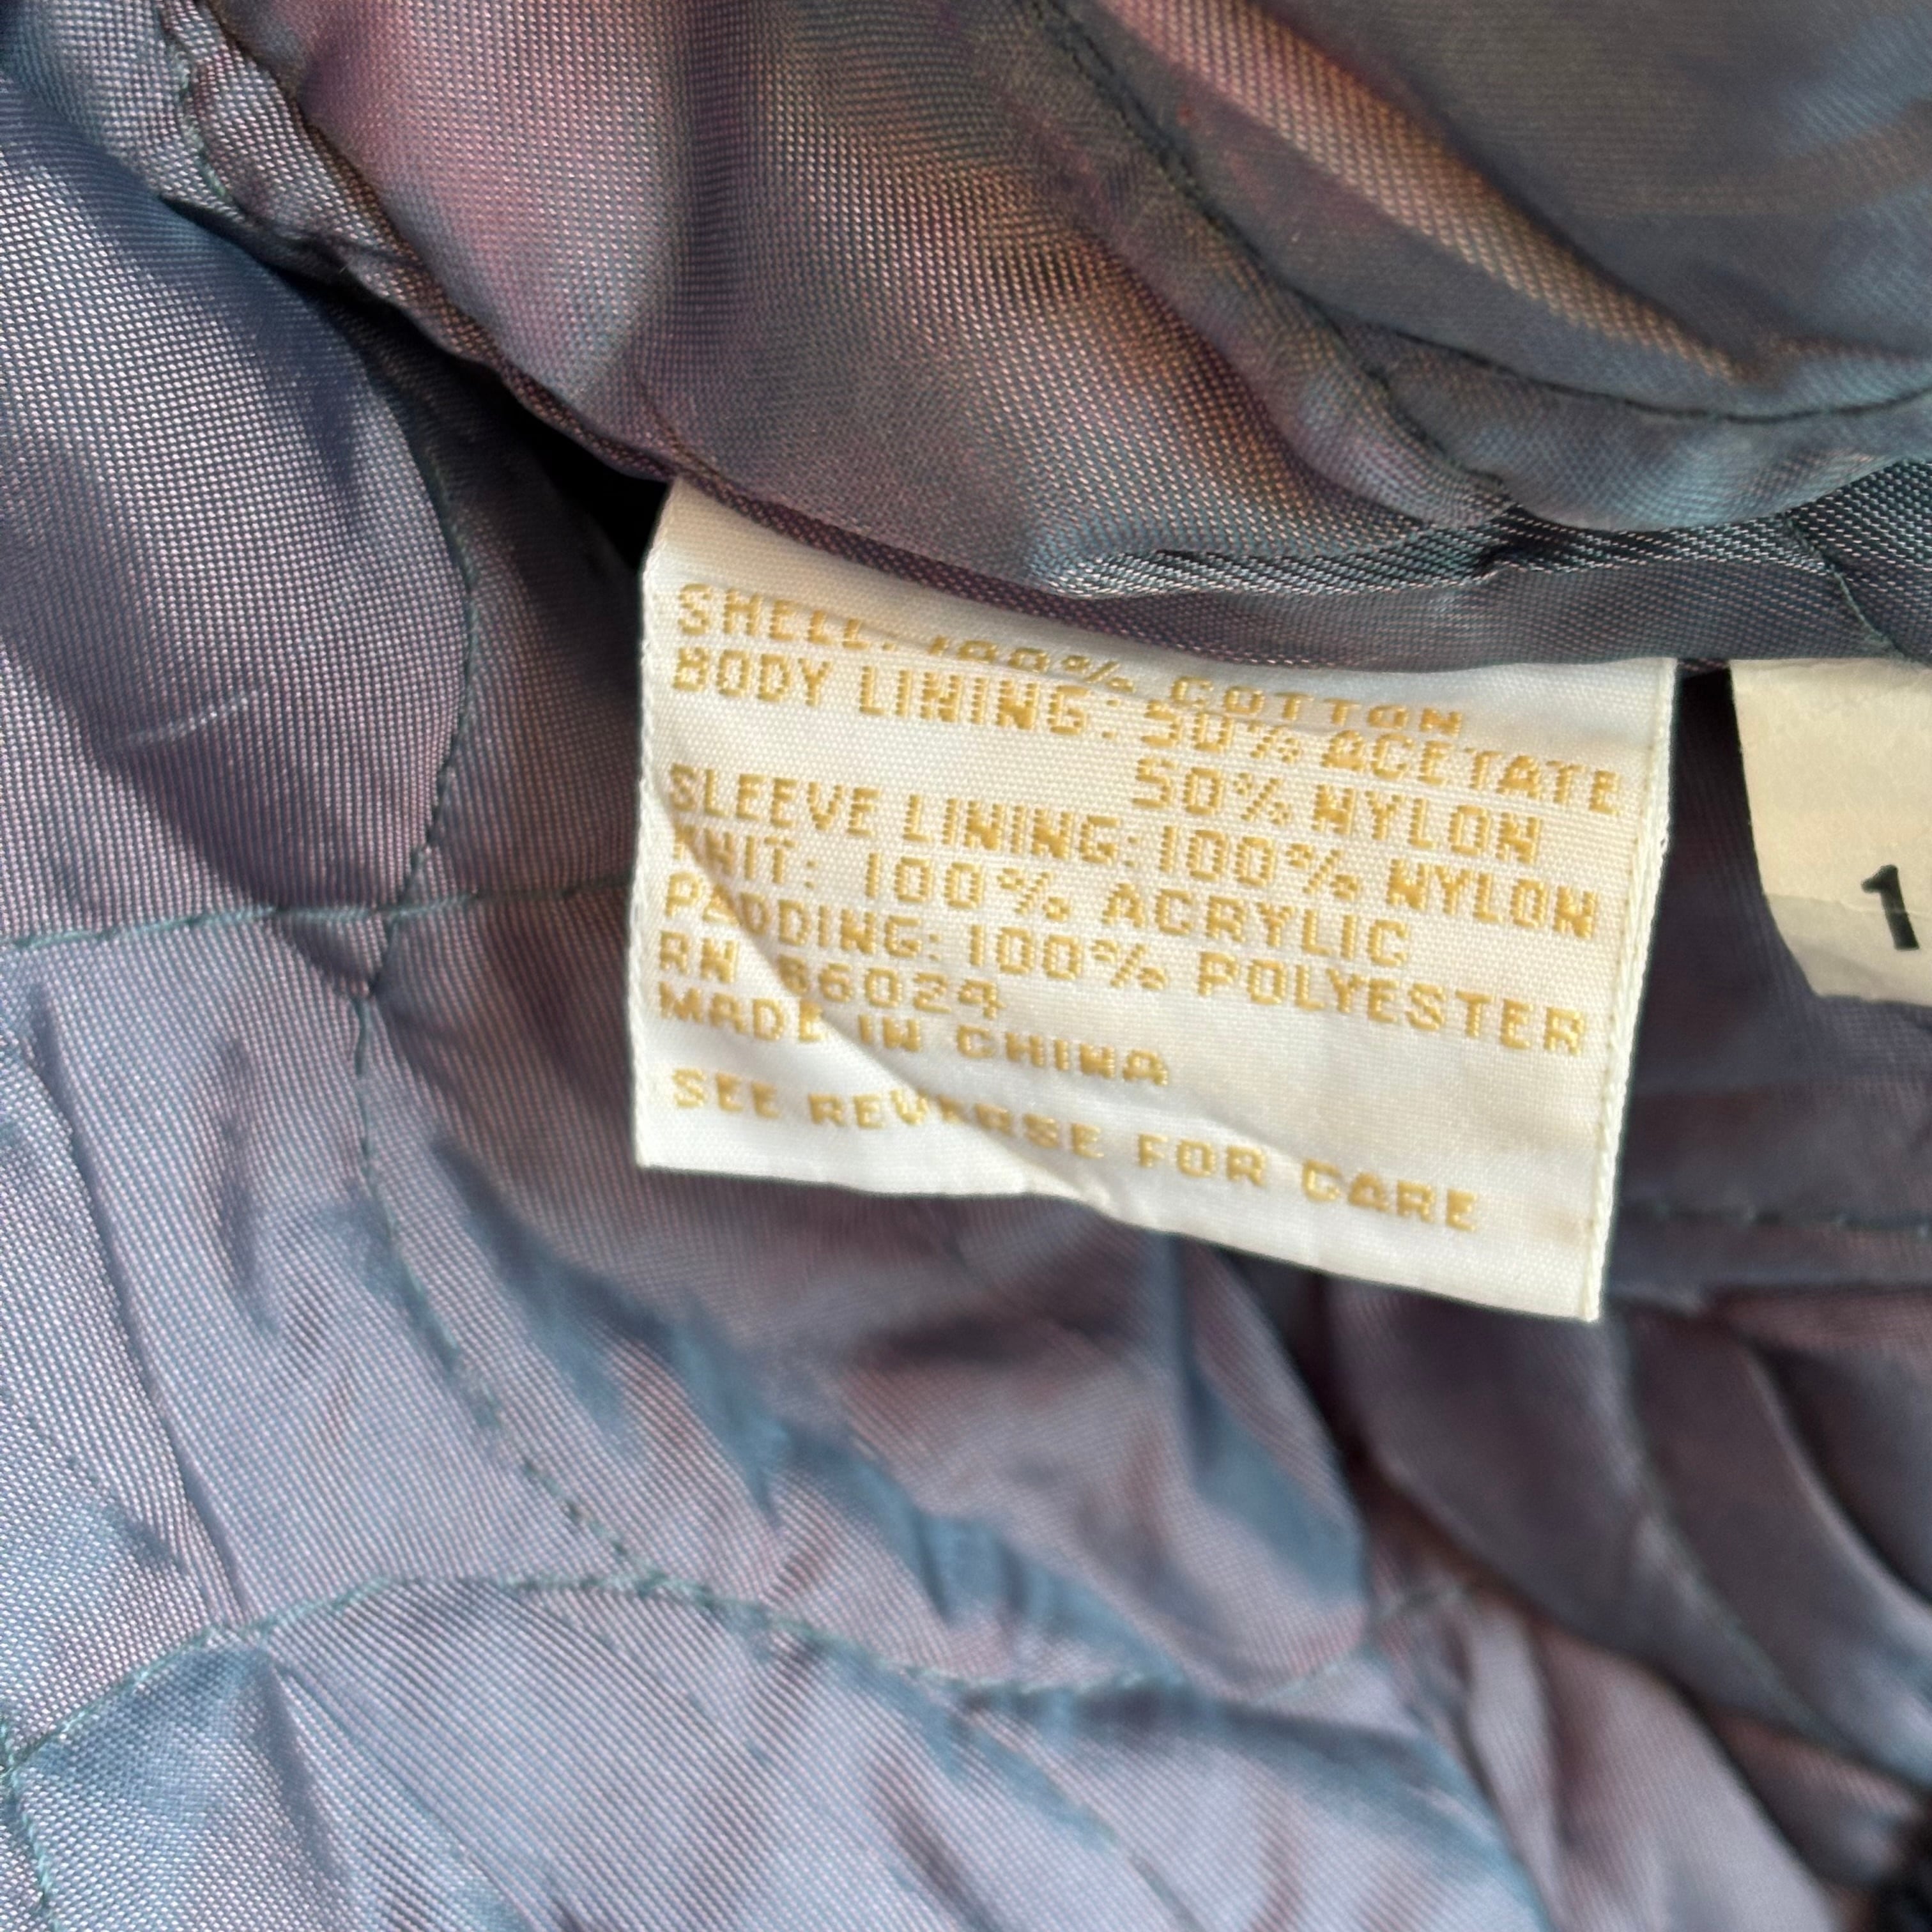 SHELL: 100% COTTON
BODY LINING: 50% ACETATE
50% NYLON
SLEEVE LINING: 100% NYLON
KNIT: 100% ACRYLIC
PADDING: 100% POLYESTER
RN 86024
MADE IN CHINA
SEE REVERSE FOR CARE
1